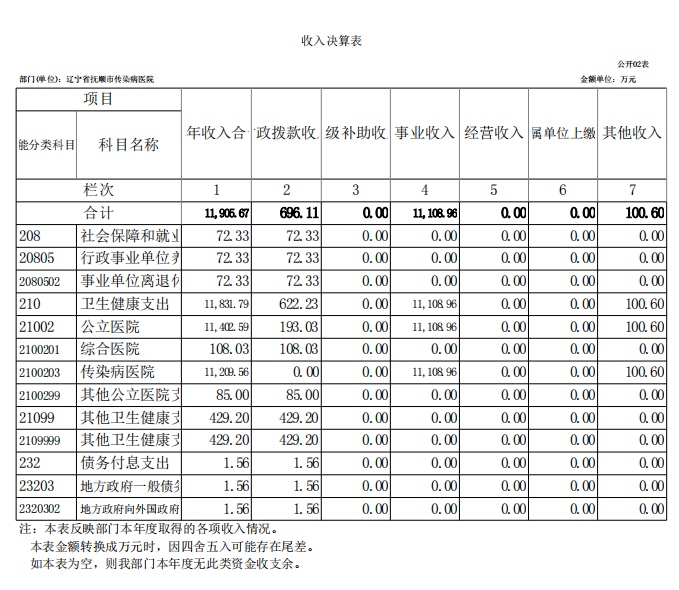 收入决算表
公开02表
部门(单位)：辽宁省抚顺市传染病医院 金额单位：万元
项目 年收入合 政拨款收 级补助收 事业收入 经营收入 属单位上缴 其他收入
能分类科目 科目名称
栏次 1 2 3 4 5 6 7
合计 11,905.67 696.11 0.00 11,108.96 0.00 0.00 100.60
208 社会保障和就业 72.33 72.33 0.00 0.00 0.00 0.00 0.00
20805 行政事业单位养 72.33 72.33 0.00 0.00 0.00 0.00 0.00
2080502 事业单位离退休 72.33 72.33 0.00 0.00 0.00 0.00 0.00
210 卫生健康支出 11,831.79 622.23 0.00 11,108.96 0.00 0.00 100.60
21002 公立医院 11,402.59 193.03 0.00 11,108.96 0.00 0.00 100.60
2100201 综合医院 108.03 108.03 0.00 0.00 0.00 0.00 0.00
2100203 传染病医院 11,209.56 0.00 0.00 11,108.96 0.00 0.00 100.60
2100299 其他公立医院支 85.00 85.00 0.00 0.00 0.00 0.00 0.00
21099 其他卫生健康支 429.20 429.20 0.00 0.00 0.00 0.00 0.00
2109999 其他卫生健康支 429.20 429.20 0.00 0.00 0.00 0.00 0.00
232 债务付息支出 1.56 1.56 0.00 0.00 0.00 0.00 0.00
23203 地方政府一般债务 1.56 1.56 0.00 0.00 0.00 0.00 0.00
2320302 地方政府向外国政府 1.56 1.56 0.00 0.00 0.00 0.00 0.00
注：本表反映部门本年度取得的各项收入情况。
本表金额转换成万元时，因四舍五入可能存在尾差。
如本表为空，则我部门本年度无此类资金收支余。